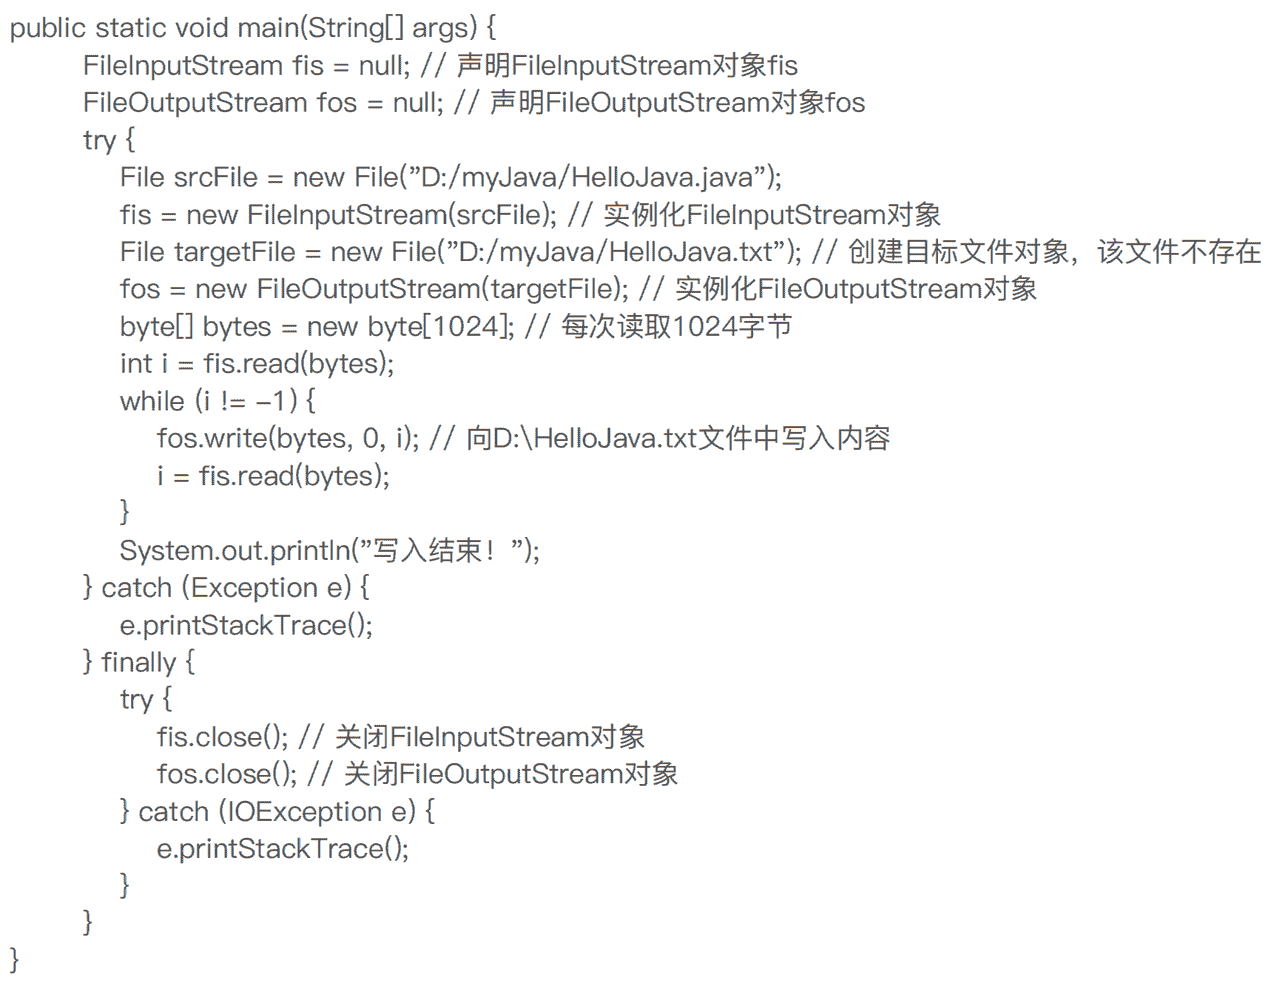 public static void main(String[] args) {
FileInputStream fis = null; // 声明FileInputStream对象fis
FileOutputStream fos = null; // 声明FileOutputStream对象fos
try {
File srcFile = new File(”D:/myJava/HelloJava.java”);
fis = new FileInputStream(srcFile); // 实例化FileInputStream对象
File targetFile = new File(”D:/myJava/HelloJava.txt”); // 创建目标文件对象，该文件不存在
fos = new FileOutputStream(targetFile); // 实例化FileOutputStream对象
byte[] bytes = new byte[1024]; // 每次读取1024字节
int i = fis.read(bytes);
while (i != -1) {
fos.write(bytes, 0, i); // 向D:\HelloJava.txt文件中写入内容
i = fis.read(bytes);
}
System.out.println(”写入结束！”);
} catch (Exception e) {
e.printStackTrace();
} finally {
try {
fis.close(); // 关闭FileInputStream对象
fos.close(); // 关闭FileOutputStream对象
} catch (IOException e) {
e.printStackTrace();
}
}
}